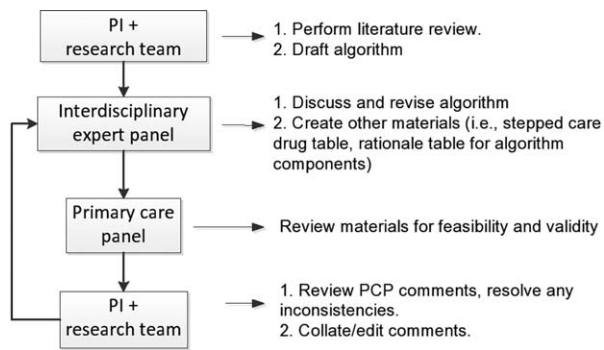 PI +
research team
1. Perform literature review.
2. Draft algorithm
Interdisciplinary
expert panel
1. Discuss and revise algorithm
2. Create other materials (i.e., stepped care
drug table, rationale table for algorithm
components)
Primary care
panel
Review materials for feasibility and validity
PI +
research team
1. Review PCP comments, resolve any
inconsistencies.
2. Collate/edit comments.